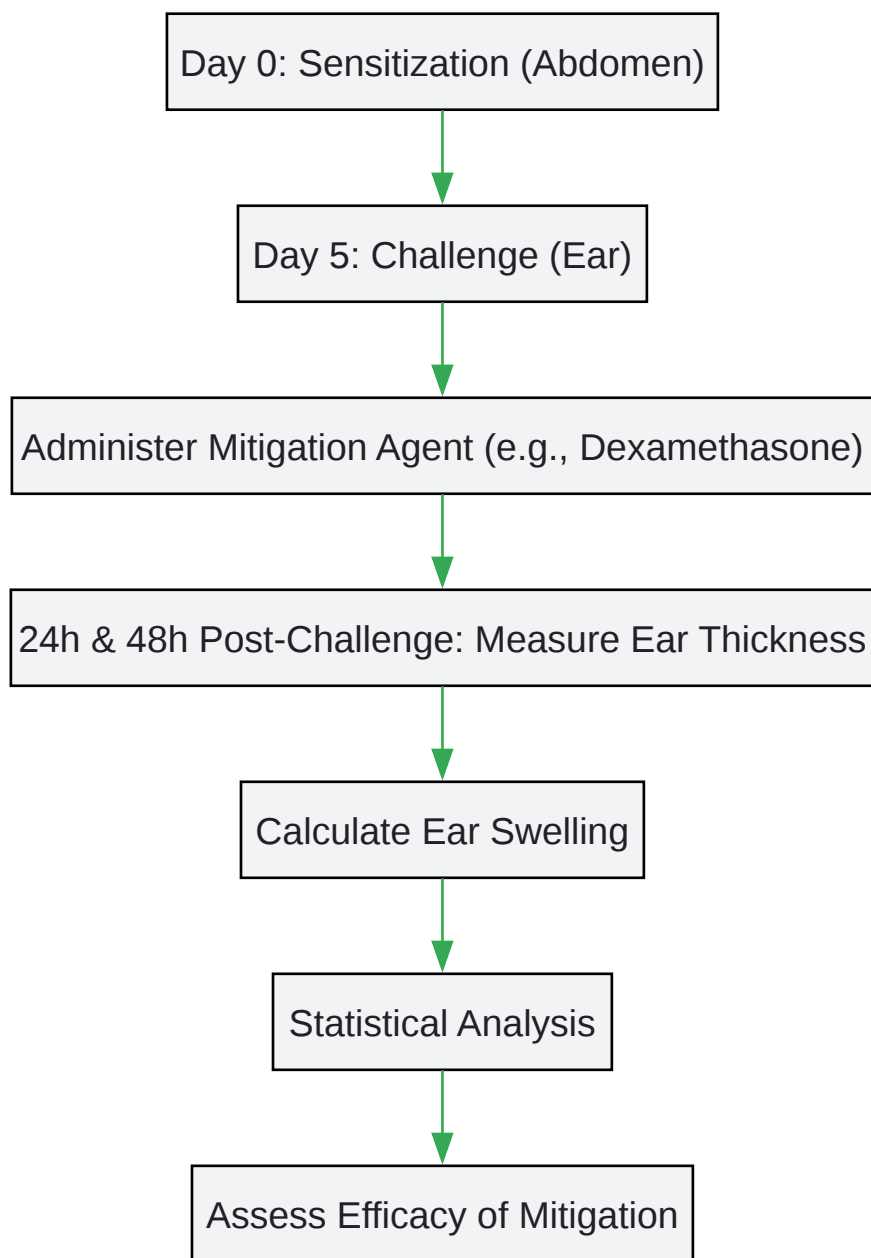 Day 0: Sensitization (Abdomen)
Day 5: Challenge (Ear)
Administer Mitigation Agent (e.g., Dexamethasone)
24h & 48h Post-Challenge: Measure Ear Thickness
Calculate Ear Swelling
Statistical Analysis
Assess Efficacy of Mitigation